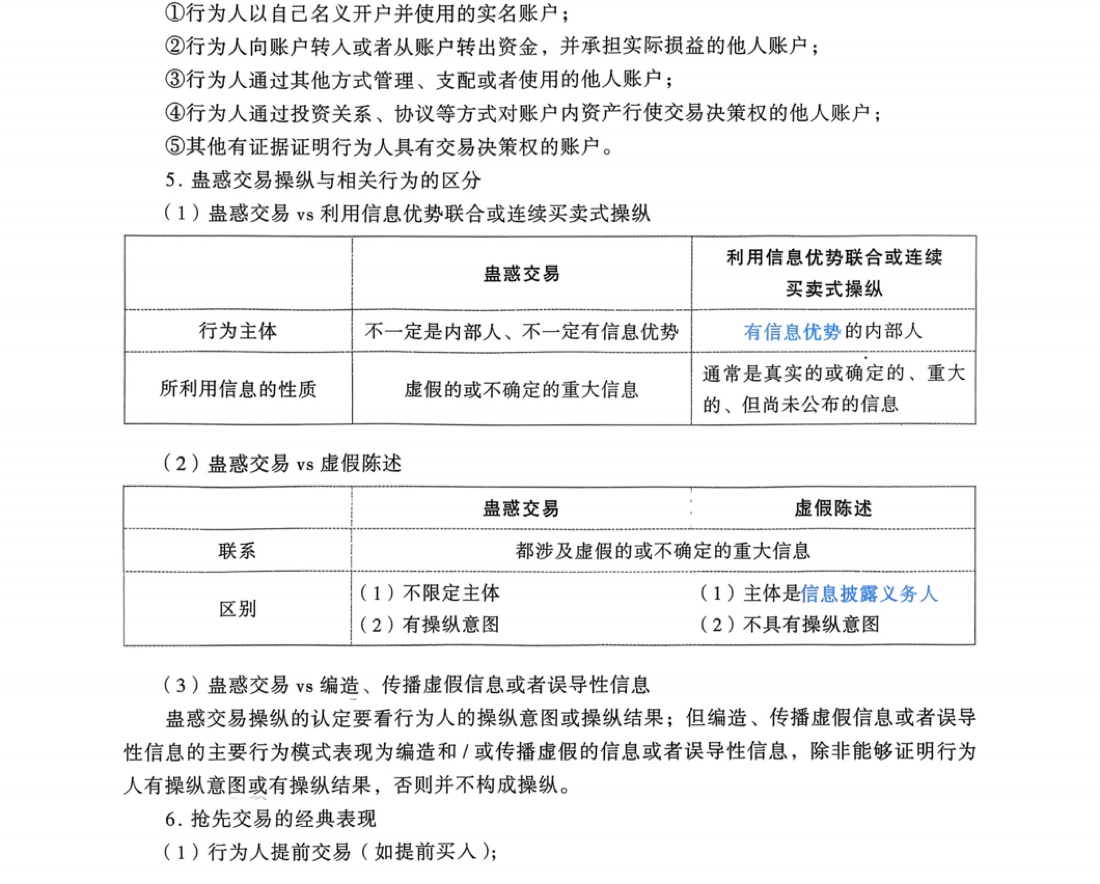 ①行为人以自己名义开户并使用的实名账户；
②行为人向账户转入或者从账户转出资金，并承担实际损益的他人账户；
③行为人通过其他方式管理、支配或者使用的他人账户；
④行为人通过投资关系、协议等方式对账户内资产行使交易决策权的他人账户；
⑤其他有证据证明行为人具有交易决策权的账户。
5. 蛊惑交易操纵与相关行为的区分
（1）蛊惑交易 vs 利用信息优势联合或连续买卖式操纵
蛊惑交易
利用信息优势联合或连续
买卖式操纵
行为主体
不一定是内部人、不一定有信息优势
有信息优势的内部人
所利用信息的性质
虚假的或不确定的重大信息
通常是真实的或确定的、重大
的、但尚未公布的信息
（2）蛊惑交易 vs 虚假陈述
蛊惑交易
虚假陈述
联系
都涉及虚假的或不确定的重大信息
区别
（1）不限定主体
（2）有操纵意图
（1）主体是信息披露义务人
（2）不具有操纵意图
（3）蛊惑交易 vs 编造、传播虚假信息或者误导性信息
蛊惑交易操纵的认定要看行为人的操纵意图或操纵结果；但编造、传播虚假信息或者误导
性信息的主要行为模式表现为编造和 / 或传播虚假的信息或者误导性信息，除非能够证明行为
人有操纵意图或有操纵结果，否则并不构成操纵。
6. 抢先交易的经典表现
（1）行为人提前交易（如提前买入）；